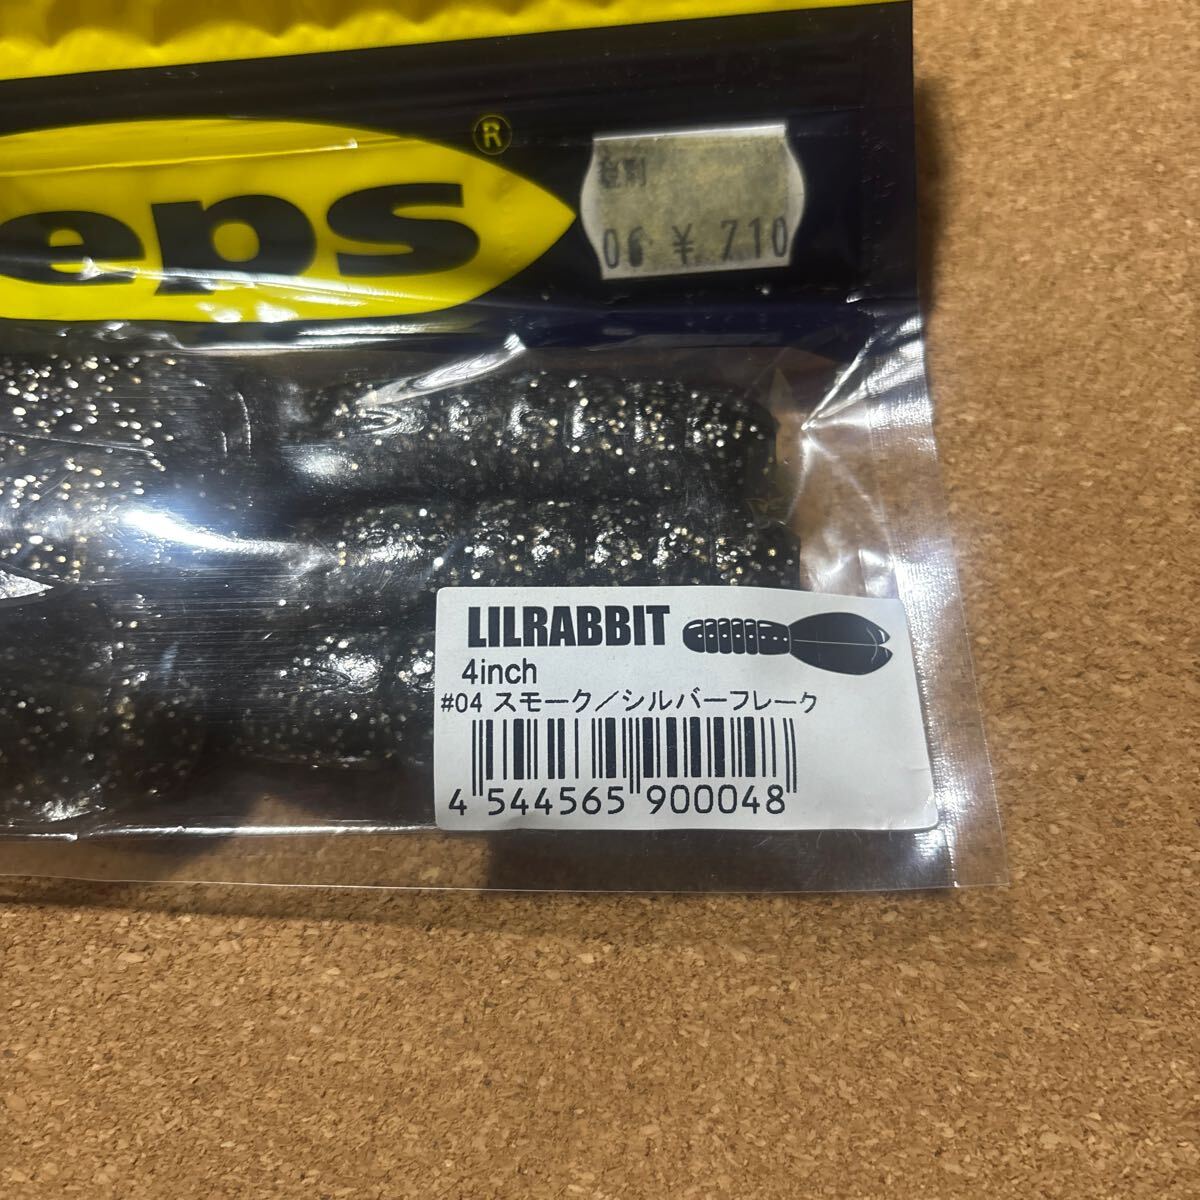 eps®
税別
06 ¥ 710
LILRABBIT
4inch
#04 スモーク/シルバーフレーク
4 544565 900048